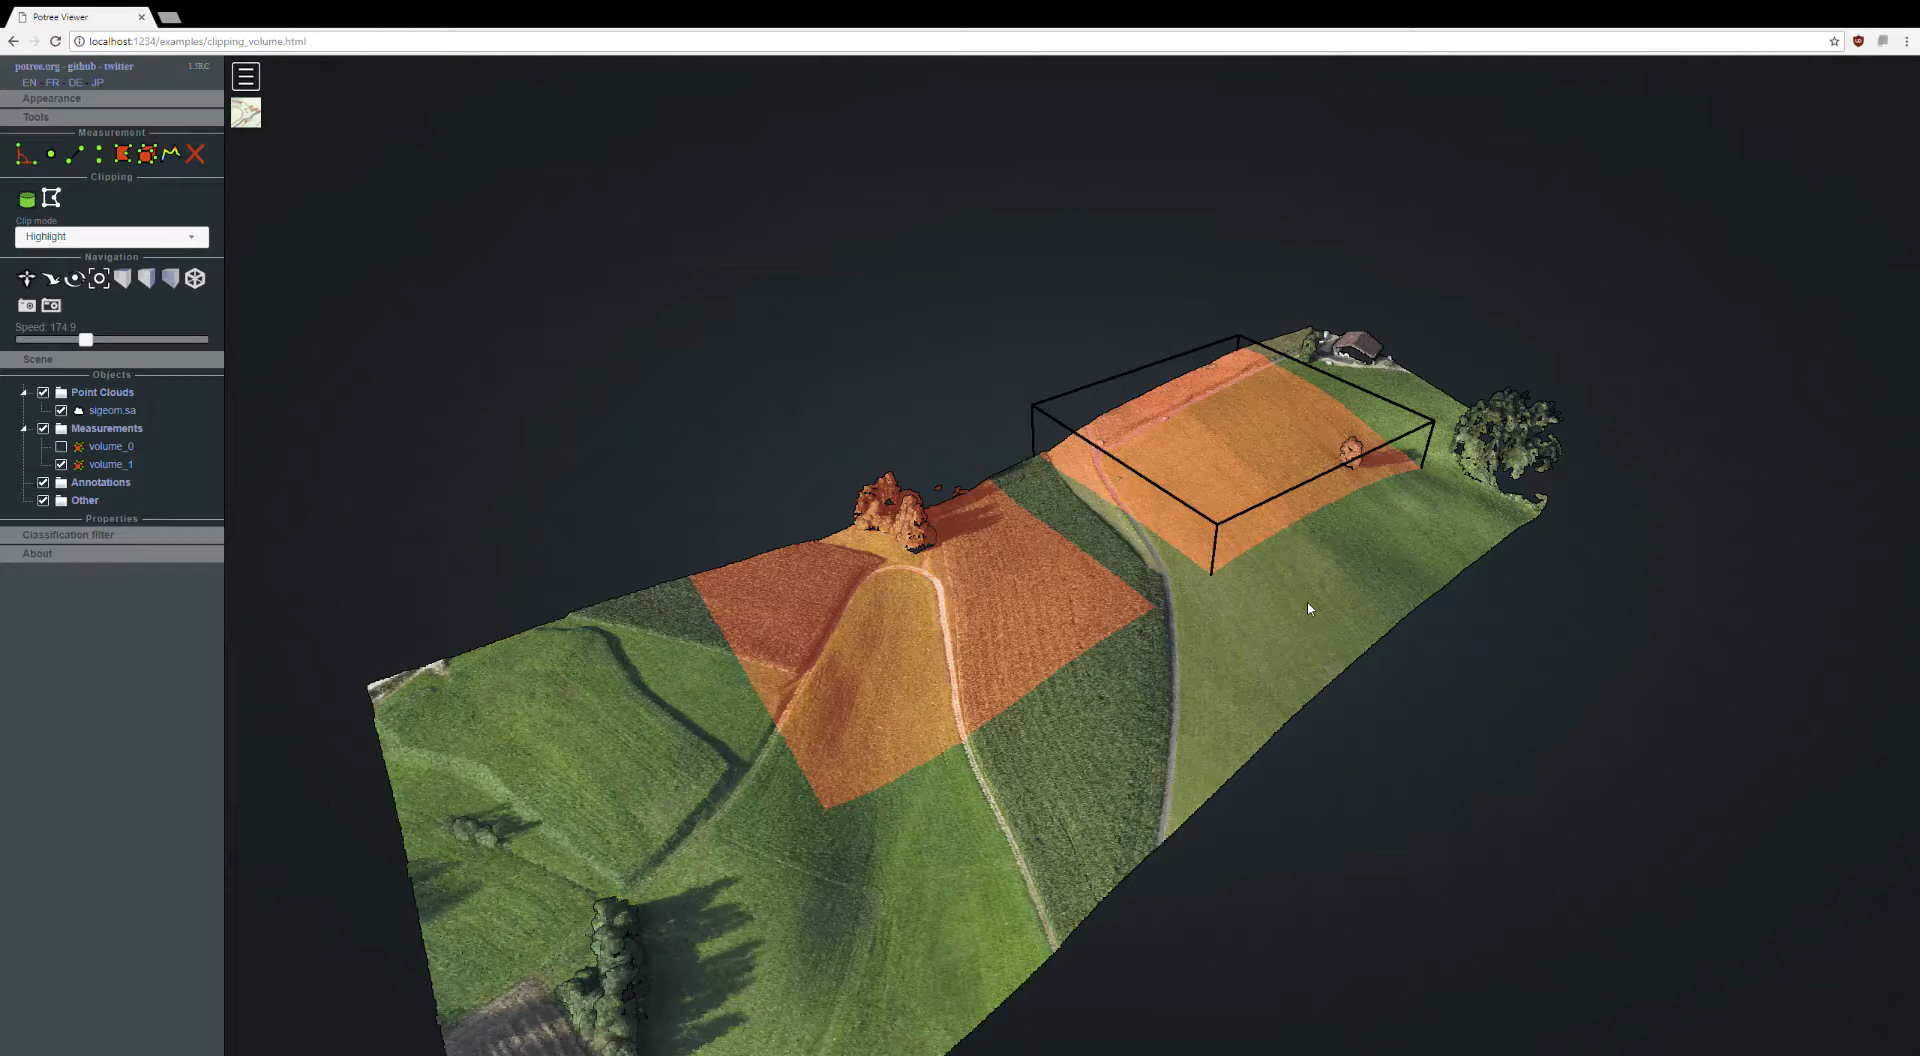 Potree Viewer
localhost:1234/examples/clipping_volume.html
potree.org - github - twitter 1.5RC
EN - FR - DE - JP
Appearance
Tools
Measurement
Clipping
Clip mode
Highlight
Navigation
Speed: 174.9
Scene
Objects
Point Clouds
sigeom.sa
Measurements
volume_0
volume_1
Annotations
Other
Properties
Classification filter
About